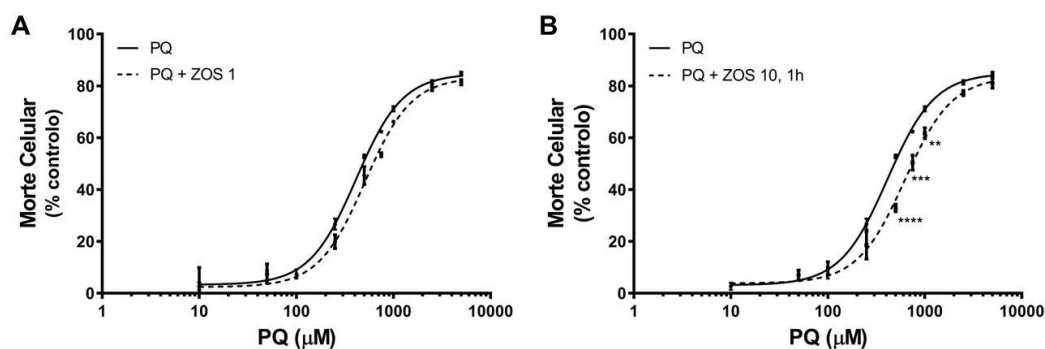 A
PQ
PQ + ZOS 1
Morte Celular
(% controlo)
100
80
60
40
20
0
1
10
100
1000
10000
PQ (μM)
B
PQ
PQ + ZOS 10, 1h
Morte Celular
(% controlo)
100
80
60
40
20
0
**
***
****
1
10
100
1000
10000
PQ (μM)